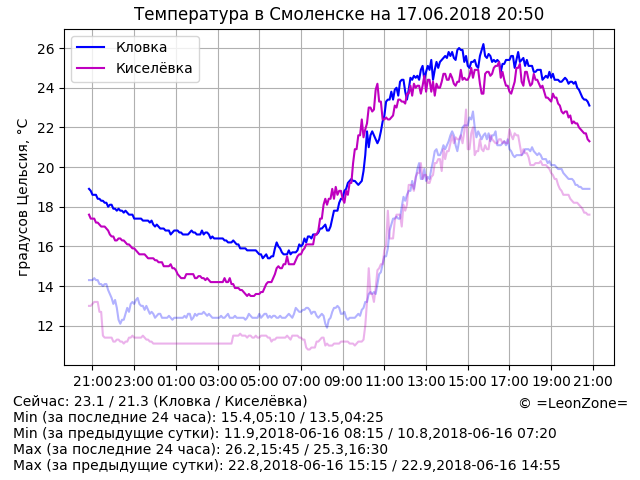 Температура в Смоленске на 17.06.2018 20:50
Кловка
Киселёвка
градусов Цельсия, °C
26
24
22
20
18
16
14
12
21:00 23:00 01:00 03:00 05:00 07:00 09:00 11:00 13:00 15:00 17:00 19:00 21:00
Сейчас: 23.1 / 21.3 (Кловка / Киселёвка)
© =LeonZone=
Min (за последние 24 часа): 15.4,05:10 / 13.5,04:25
Min (за предыдущие сутки): 11.9,2018-06-16 08:15 / 10.8,2018-06-16 07:20
Max (за последние 24 часа): 26.2,15:45 / 25.3,16:30
Max (за предыдущие сутки): 22.8,2018-06-16 15:15 / 22.9,2018-06-16 14:55